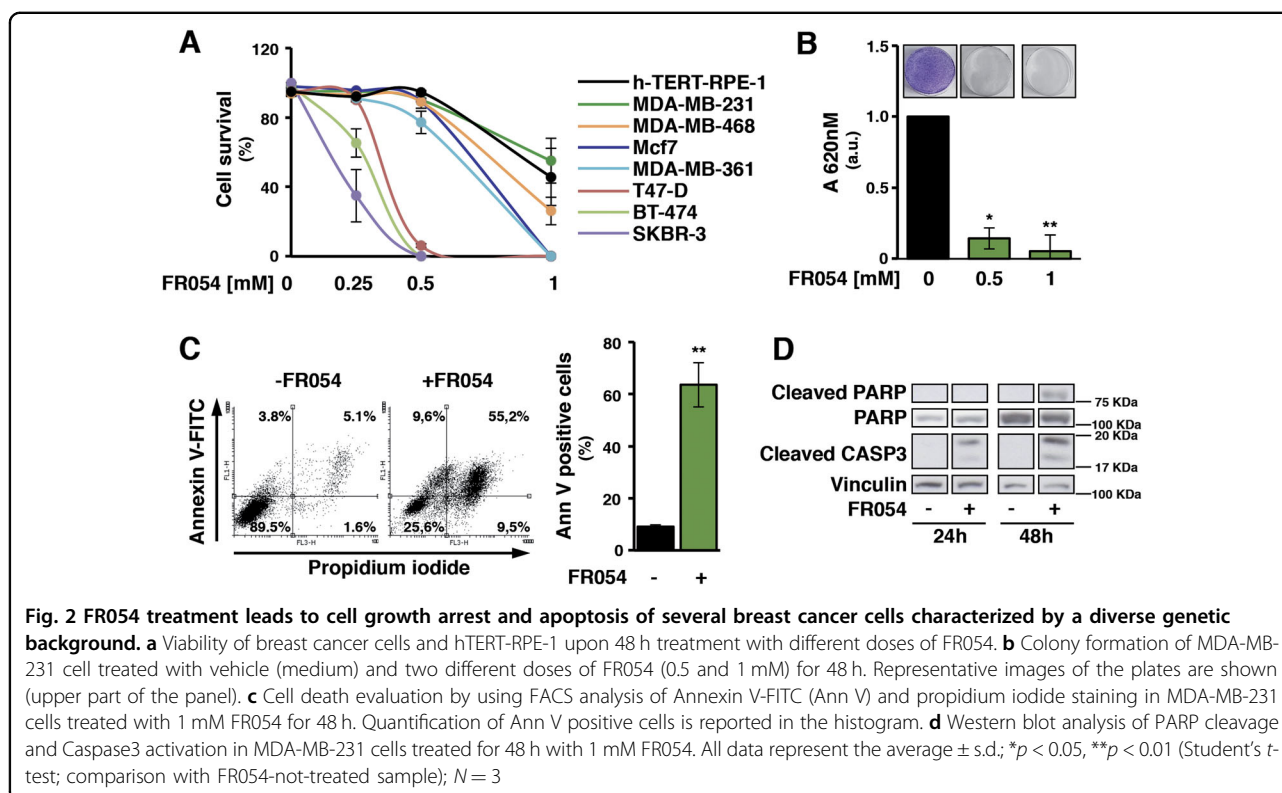 A
120
80
40
0
Cell survival
(%)
FR054 [mM] 0 0.25 0.5 1
h-TERT-RPE-1
MDA-MB-231
MDA-MB-468
Mcf7
MDA-MB-361
T47-D
BT-474
SKBR-3
B
1.5
1.0
0.5
0
A 620nM
(a.u.)
* **
FR054 [mM] 0 0.5 1
C
-FR054 +FR054
3.8% 5.1% 9,6% 55,2%
89.5% 1.6% 25,6% 9,5%
FL1-H FL1-H
FL3-H FL3-H
Annexin V-FITC
Propidium iodide
80
60
40
20
0
Ann V positive cells
(%)
**
FR054 - +
D
Cleaved PARP
75 KDa
PARP
100 KDa
20 KDa
Cleaved CASP3
17 KDa
Vinculin
100 KDa
FR054 - + - +
24h 48h
Fig. 2 FR054 treatment leads to cell growth arrest and apoptosis of several breast cancer cells characterized by a diverse genetic
background. a Viability of breast cancer cells and hTERT-RPE-1 upon 48 h treatment with different doses of FR054. b Colony formation of MDA-MB-
231 cell treated with vehicle (medium) and two different doses of FR054 (0.5 and 1 mM) for 48 h. Representative images of the plates are shown
(upper part of the panel). c Cell death evaluation by using FACS analysis of Annexin V-FITC (Ann V) and propidium iodide staining in MDA-MB-231
cells treated with 1 mM FR054 for 48 h. Quantification of Ann V positive cells is reported in the histogram. d Western blot analysis of PARP cleavage
and Caspase3 activation in MDA-MB-231 cells treated for 48 h with 1 mM FR054. All data represent the average ± s.d.; *p < 0.05, **p < 0.01 (Student's t-
test; comparison with FR054-not-treated sample); N = 3